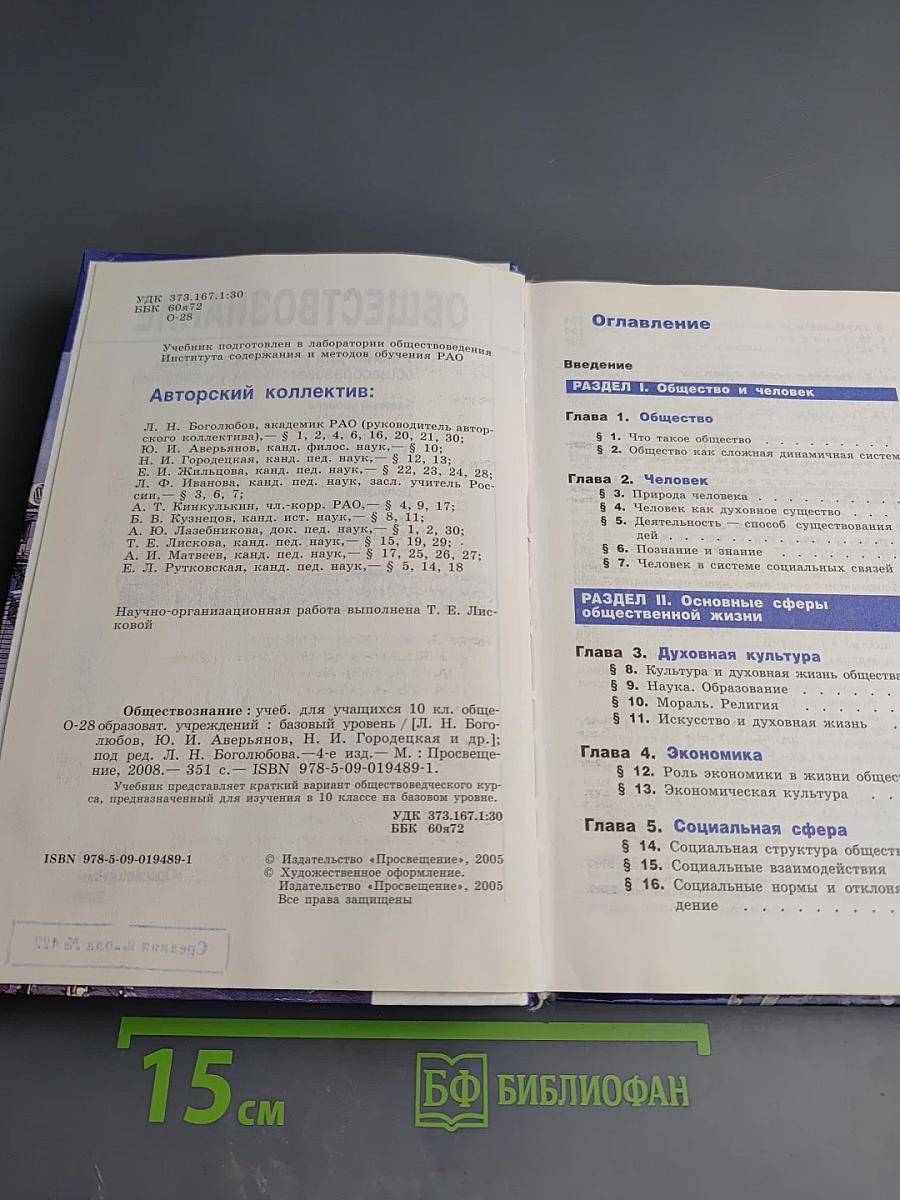 УДК 373.167.1:30
ББК 60я72
О-28
Учебник подготовлен в лаборатории обществоведения
Института содержания и методов обучения РАО
Авторский коллектив:
Л. Н. Боголюбов, академик РАО (руководитель автор-
ского коллектива),— § 1, 2, 4, 6, 16, 20, 21, 30;
Ю. И. Аверьянов, канд. филос. наук,— § 10;
Н. И. Городецкая, канд. пед. наук,— § 12, 13;
Е. И. Жильцова, канд. пед. наук,— § 22, 23, 24, 28;
Л. Ф. Иванова, канд. пед. наук, засл. учитель Рос-
сии,— § 3, 6, 7;
А. Т. Кинкулькин, чл.-корр. РАО,— § 4, 9, 17;
Б. В. Кузнецов, канд. ист. наук,— § 8, 11;
А. Ю. Лазебникова, док. пед. наук,— § 1, 2, 30;
Т. Е. Лискова, канд. пед. наук,— § 15, 19, 29;
А. И. Матвеев, канд. пед. наук,— § 17, 25, 26, 27;
Е. Л. Рутковская, канд. пед. наук,— § 5, 14, 18
Научно-организационная работа выполнена Т. Е. Лис-
ковой
Обществознание : учеб. для учащихся 10 кл. обще-
О-28 образоват. учреждений : базовый уровень / [Л. Н. Бого-
любов, Ю. И. Аверьянов, Н. И. Городецкая и др.];
под ред. Л. Н. Боголюбова.—4-е изд.— М. : Просвеще-
ние, 2008.— 351 с.— ISBN 978-5-09-019489-1.
Учебник представляет краткий вариант обществоведческого кур-
са, предназначенный для изучения в 10 классе на базовом уровне.
УДК 373.167.1:30
ББК 60я72
ISBN 978-5-09-019489-1
© Издательство «Просвещение», 2005
© Художественное оформление.
Издательство «Просвещение», 2005
Все права защищены
Средняя школа №
Оглавление
Введение
РАЗДЕЛ I. Общество и человек
Глава 1. Общество
§ 1. Что такое общество . . . . . . . . .
§ 2. Общество как сложная динамичная систем
Глава 2. Человек
§ 3. Природа человека . . . . . . . . . .
§ 4. Человек как духовное существо . . .
§ 5. Деятельность — способ существования
дей . . . . . . . . . . . . . . .
§ 6. Познание и знание . . . . . . . . .
§ 7. Человек в системе социальных связей
РАЗДЕЛ II. Основные сферы
общественной жизни
Глава 3. Духовная культура
§ 8. Культура и духовная жизнь общества
§ 9. Наука. Образование . . . . . . .
§ 10. Мораль. Религия . . . . . . .
§ 11. Искусство и духовная жизнь .
Глава 4. Экономика
§ 12. Роль экономики в жизни общес
§ 13. Экономическая культура . .
Глава 5. Социальная сфера
§ 14. Социальная структура обществ
§ 15. Социальные взаимодействия
§ 16. Социальные нормы и отклоня
дение . . . . . . . . . .
15 см
БФ БИБЛИОФАН